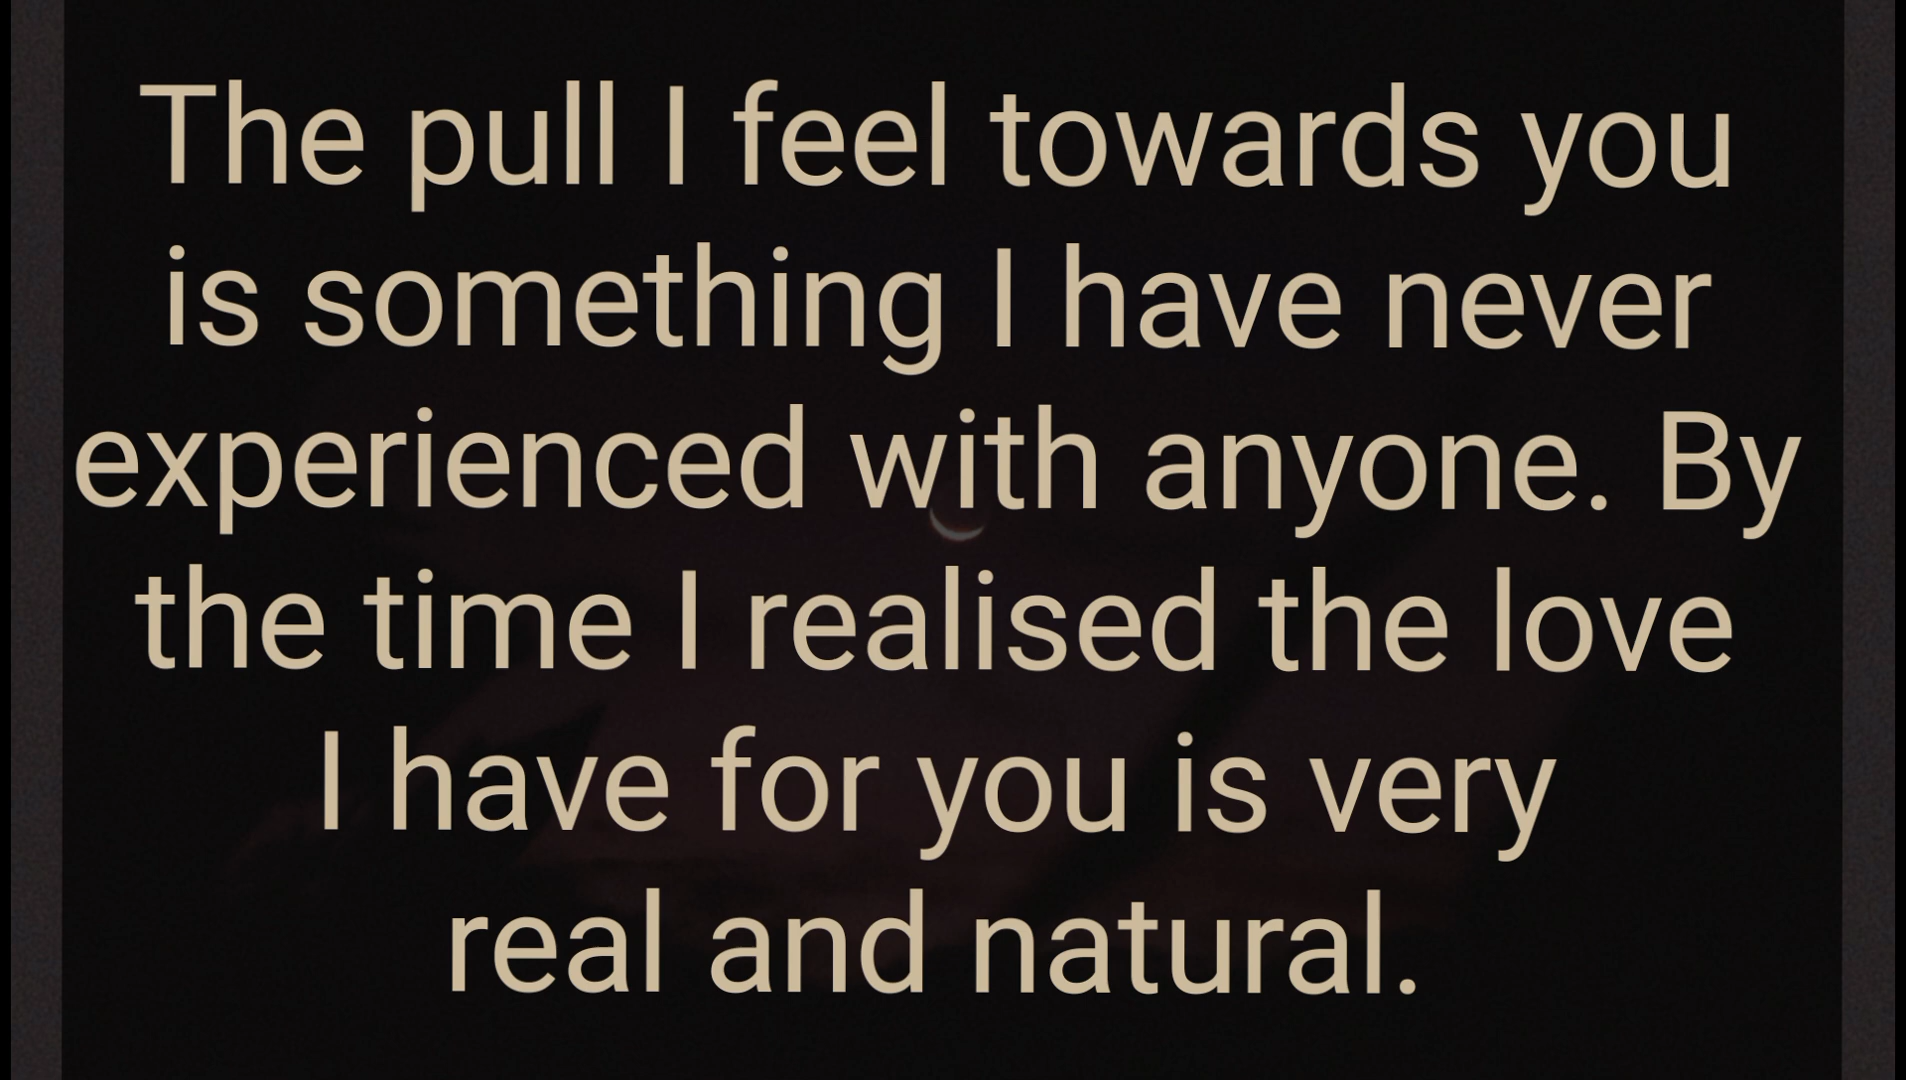 The pull I feel towards you
is something I have never
experienced with anyone. By
the time I realised the love
I have for you is very
real and natural.